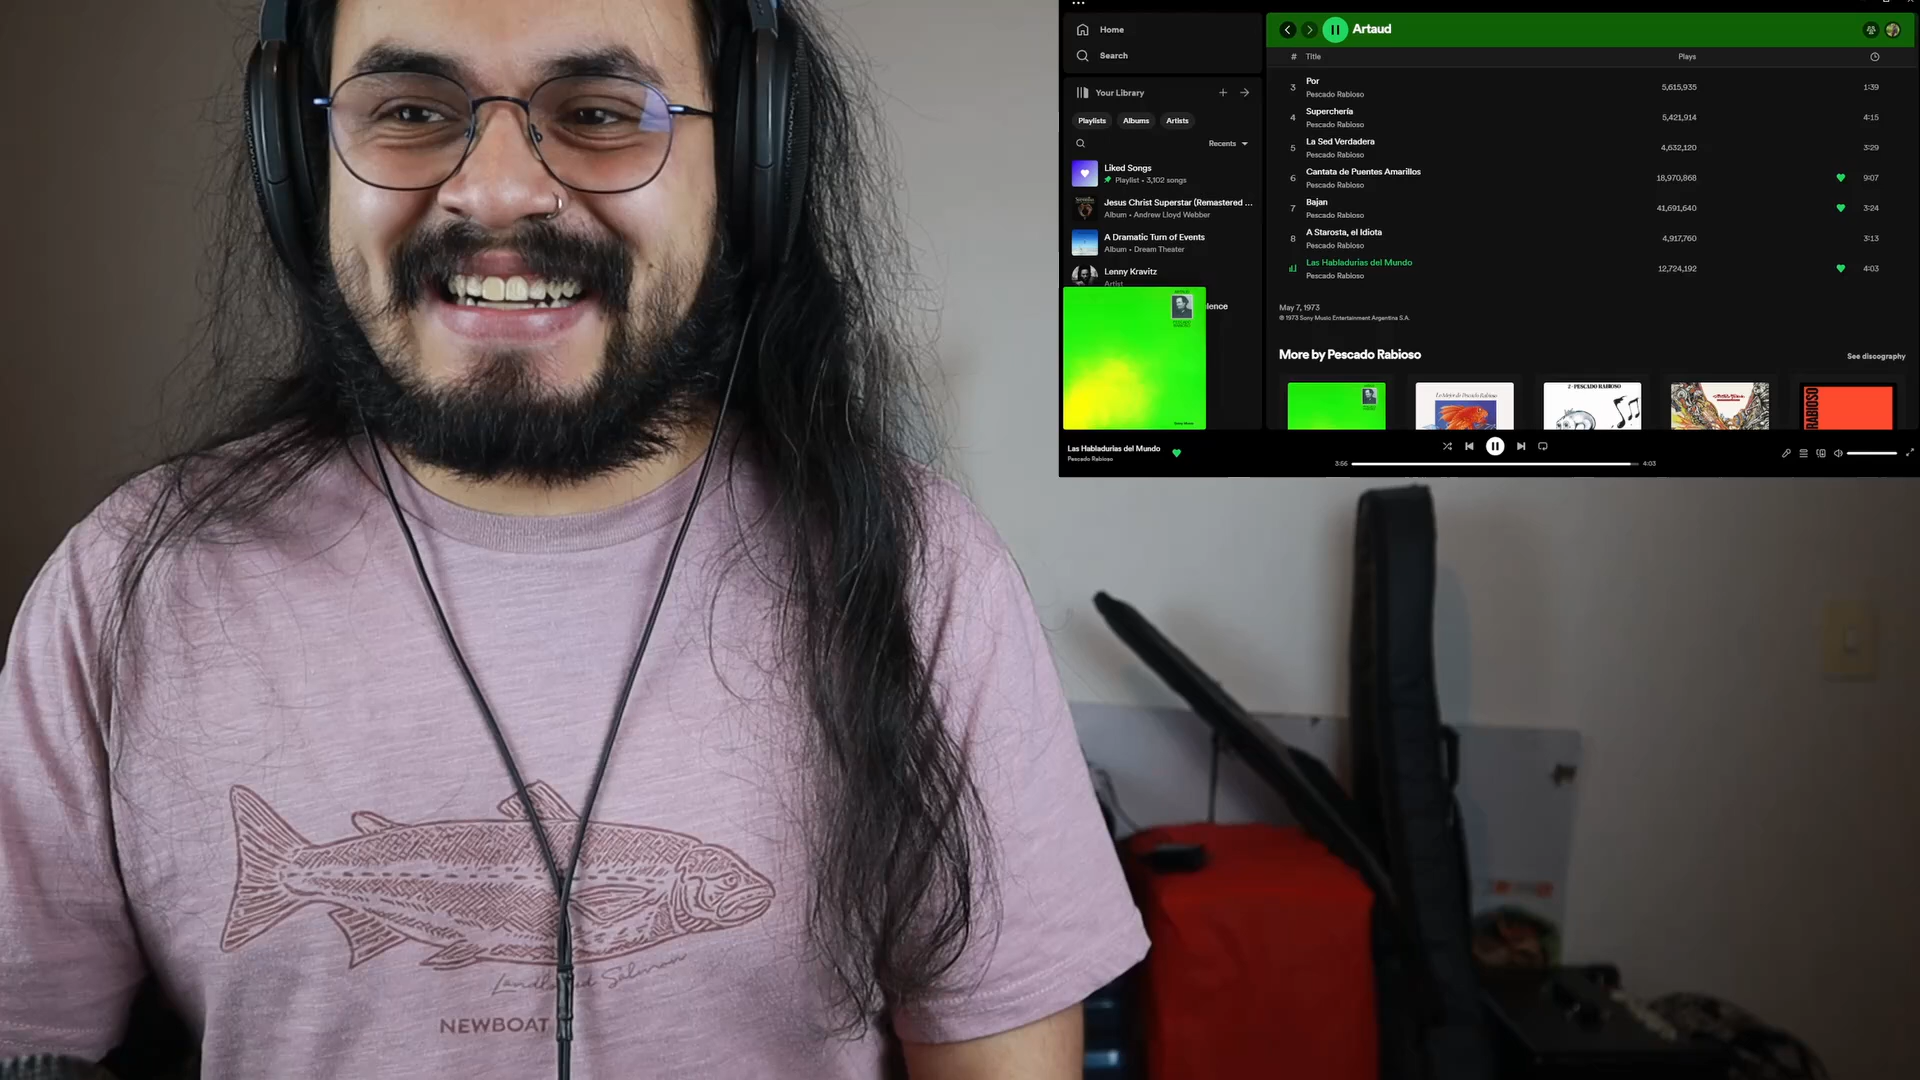 Home
Search
Your Library
Playlists
Albums
Artists
Recents
Liked Songs
Playlist • 3,102 songs
Jesus Christ Superstar (Remastered ...
Album • Andrew Lloyd Webber
A Dramatic Turn of Events
Album • Dream Theater
Lenny Kravitz
Artist
ience
Las Habladurías del Mundo
Pescado Rabioso
Artaud
# Title Plays
3 Por 5,615,935 1:39
Pescado Rabioso
4 Superchería 5,421,914 4:15
Pescado Rabioso
5 La Sed Verdadera 4,632,120 3:29
Pescado Rabioso
6 Cantata de Puentes Amarillos 18,970,868 9:07
Pescado Rabioso
7 Bajan 41,691,640 3:24
Pescado Rabioso
8 A Starosta, el Idiota 4,917,760 3:13
Pescado Rabioso
Las Habladurías del Mundo 12,724,192 4:03
Pescado Rabioso
May 7, 1973
℗ 1973 Sony Music Entertainment Argentina S.A.
More by Pescado Rabioso
See discography
2 - PESCADO RABIOSO
RABIOSO
3:56 4:03
NEWBOAT